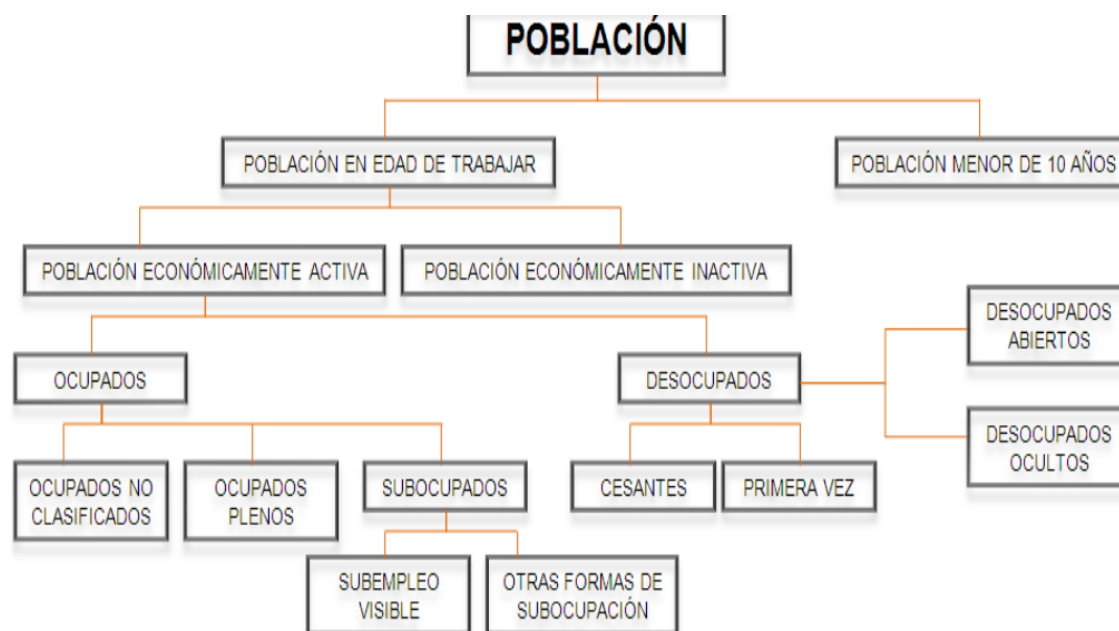 POBLACIÓN
POBLACIÓN EN EDAD DE TRABAJAR
POBLACIÓN MENOR DE 10 AÑOS
POBLACIÓN ECONÓMICAMENTE ACTIVA
POBLACIÓN ECONÓMICAMENTE INACTIVA
DESOCUPADOS
ABIERTOS
OCUPADOS
DESOCUPADOS
DESOCUPADOS
OCULTOS
OCUPADOS NO
CLASIFICADOS
OCUPADOS
PLENOS
SUBOCUPADOS
CESANTES
PRIMERA VEZ
SUBEMPLEO
VISIBLE
OTRAS FORMAS DE
SUBOCUPACIÓN